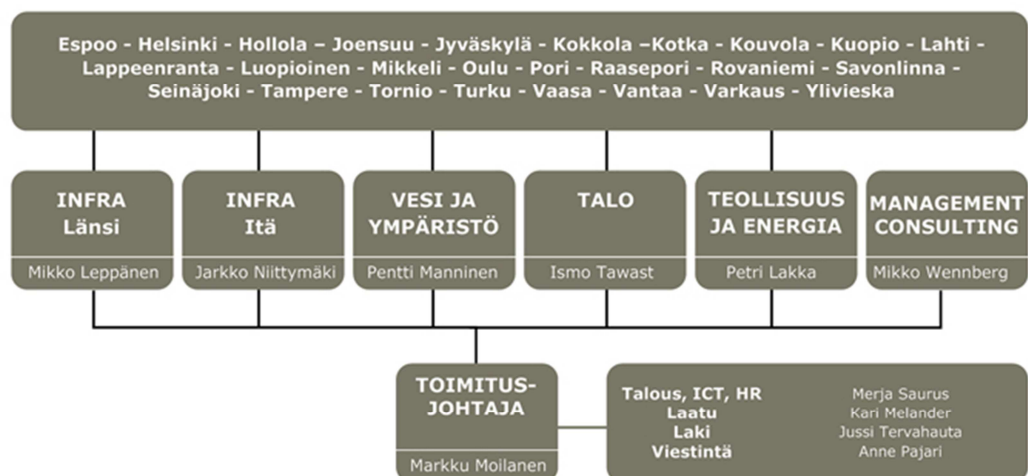 Espoo - Helsinki - Hollola – Joensuu - Jyväskylä - Kokkola –Kotka - Kouvola - Kuopio - Lahti -
Lappeenranta - Luopioinen - Mikkeli - Oulu - Pori - Raasepori - Rovaniemi - Savonlinna -
Seinäjoki - Tampere - Tornio - Turku - Vaasa - Vantaa - Varkaus - Ylivieska
INFRA
Länsi
Mikko Leppänen
INFRA
Itä
Jarkko Niittymäki
VESI JA
YMPÄRISTÖ
Pentti Manninen
TALO
Ismo Tawast
TEOLLISUUS
JA ENERGIA
Petri Lakka
MANAGEMENT
CONSULTING
Mikko Wennberg
TOIMITUS-
JOHTAJA
Markku Moilanen
Talous, ICT, HR Merja Saurus
Laatu Kari Melander
Laki Jussi Tervahauta
Viestintä Anne Pajari